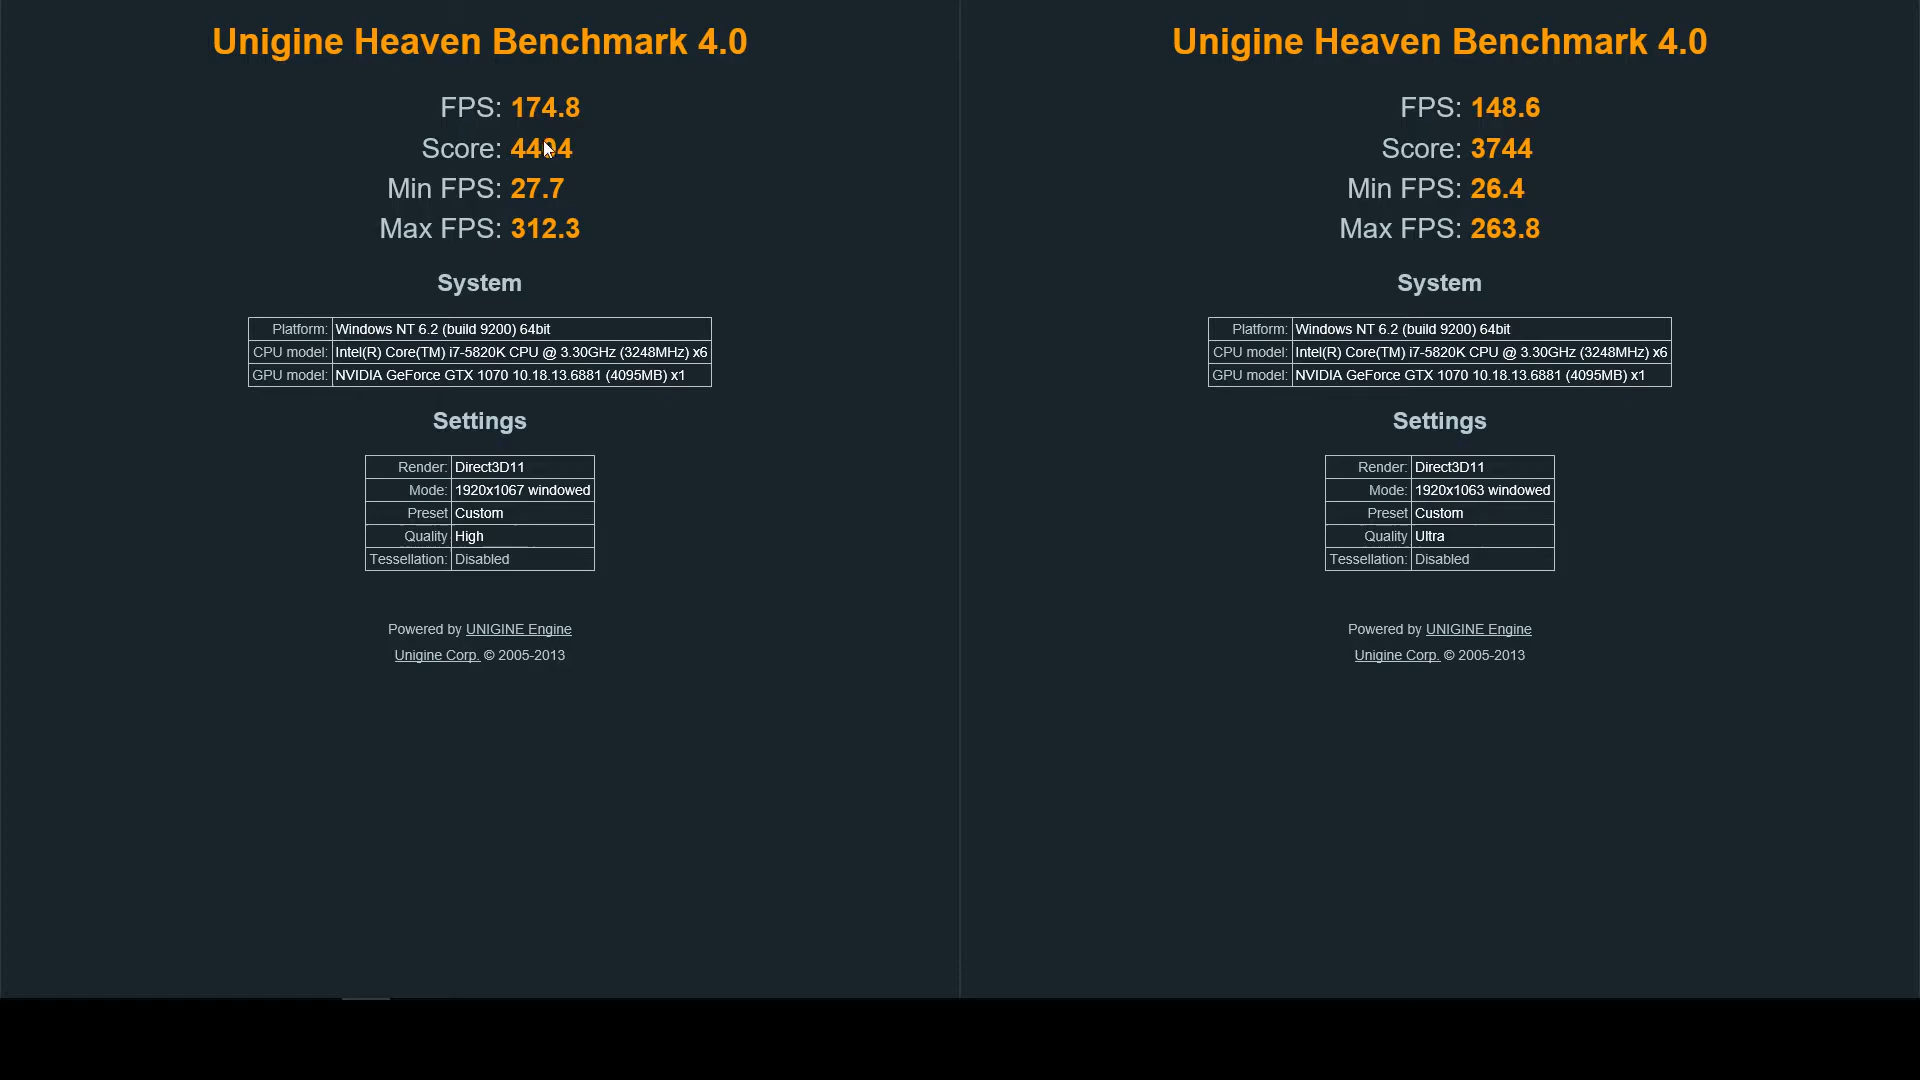 Unigine Heaven Benchmark 4.0
FPS: 174.8
Score: 4404
Min FPS: 27.7
Max FPS: 312.3
System
Platform: Windows NT 6.2 (build 9200) 64bit
CPU model: Intel(R) Core(TM) i7-5820K CPU @ 3.30GHz (3248MHz) x6
GPU model: NVIDIA GeForce GTX 1070 10.18.13.6881 (4095MB) x1
Settings
Render: Direct3D11
Mode: 1920x1067 windowed
Preset Custom
Quality High
Tessellation: Disabled
Powered by UNIGINE Engine
Unigine Corp. © 2005-2013
Unigine Heaven Benchmark 4.0
FPS: 148.6
Score: 3744
Min FPS: 26.4
Max FPS: 263.8
System
Platform: Windows NT 6.2 (build 9200) 64bit
CPU model: Intel(R) Core(TM) i7-5820K CPU @ 3.30GHz (3248MHz) x6
GPU model: NVIDIA GeForce GTX 1070 10.18.13.6881 (4095MB) x1
Settings
Render: Direct3D11
Mode: 1920x1063 windowed
Preset Custom
Quality Ultra
Tessellation: Disabled
Powered by UNIGINE Engine
Unigine Corp. © 2005-2013